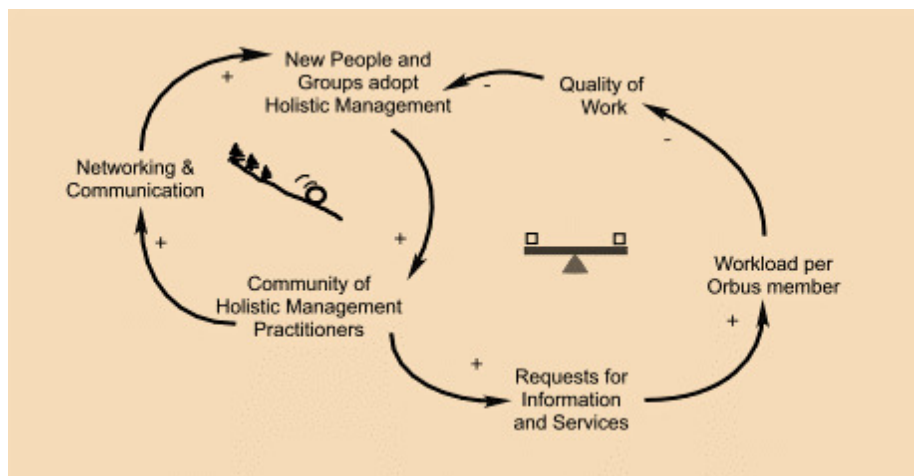 New People and
Groups adopt
Holistic Management
+
-
Quality of
Work
-
Networking &
Communication
+
+
Community of
Holistic Management
Practitioners
Workload per
Orbus member
+
+
Requests for
Information
and Services